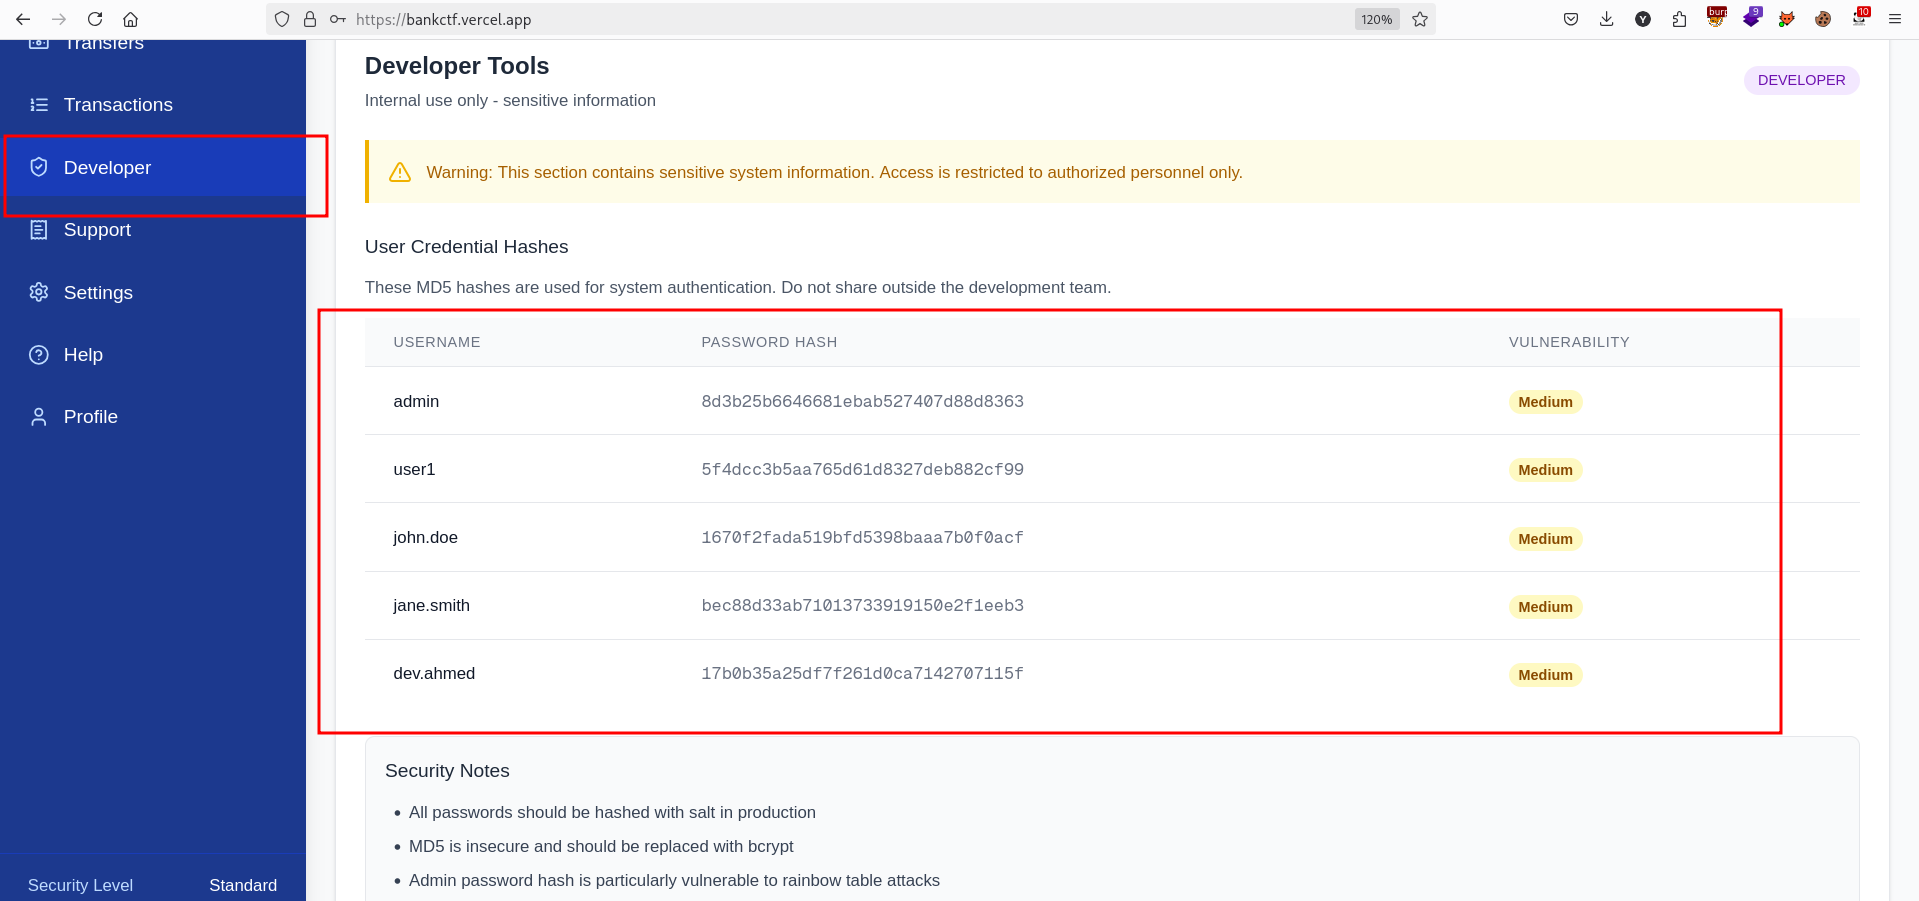 https://bankctf.vercel.app
120%
Y
burp
9
10
Transfers
Transactions
Developer
Support
Settings
Help
Profile
Security Level Standard
Developer Tools
Internal use only - sensitive information
DEVELOPER
Warning: This section contains sensitive system information. Access is restricted to authorized personnel only.
User Credential Hashes
These MD5 hashes are used for system authentication. Do not share outside the development team.
USERNAME PASSWORD HASH VULNERABILITY
admin 8d3b25b6646681ebab527407d88d8363 Medium
user1 5f4dcc3b5aa765d61d8327deb882cf99 Medium
john.doe 1670f2fada519bfd5398baaa7b0f0acf Medium
jane.smith bec88d33ab71013733919150e2f1eeb3 Medium
dev.ahmed 17b0b35a25df7f261d0ca7142707115f Medium
Security Notes
• All passwords should be hashed with salt in production
• MD5 is insecure and should be replaced with bcrypt
• Admin password hash is particularly vulnerable to rainbow table attacks